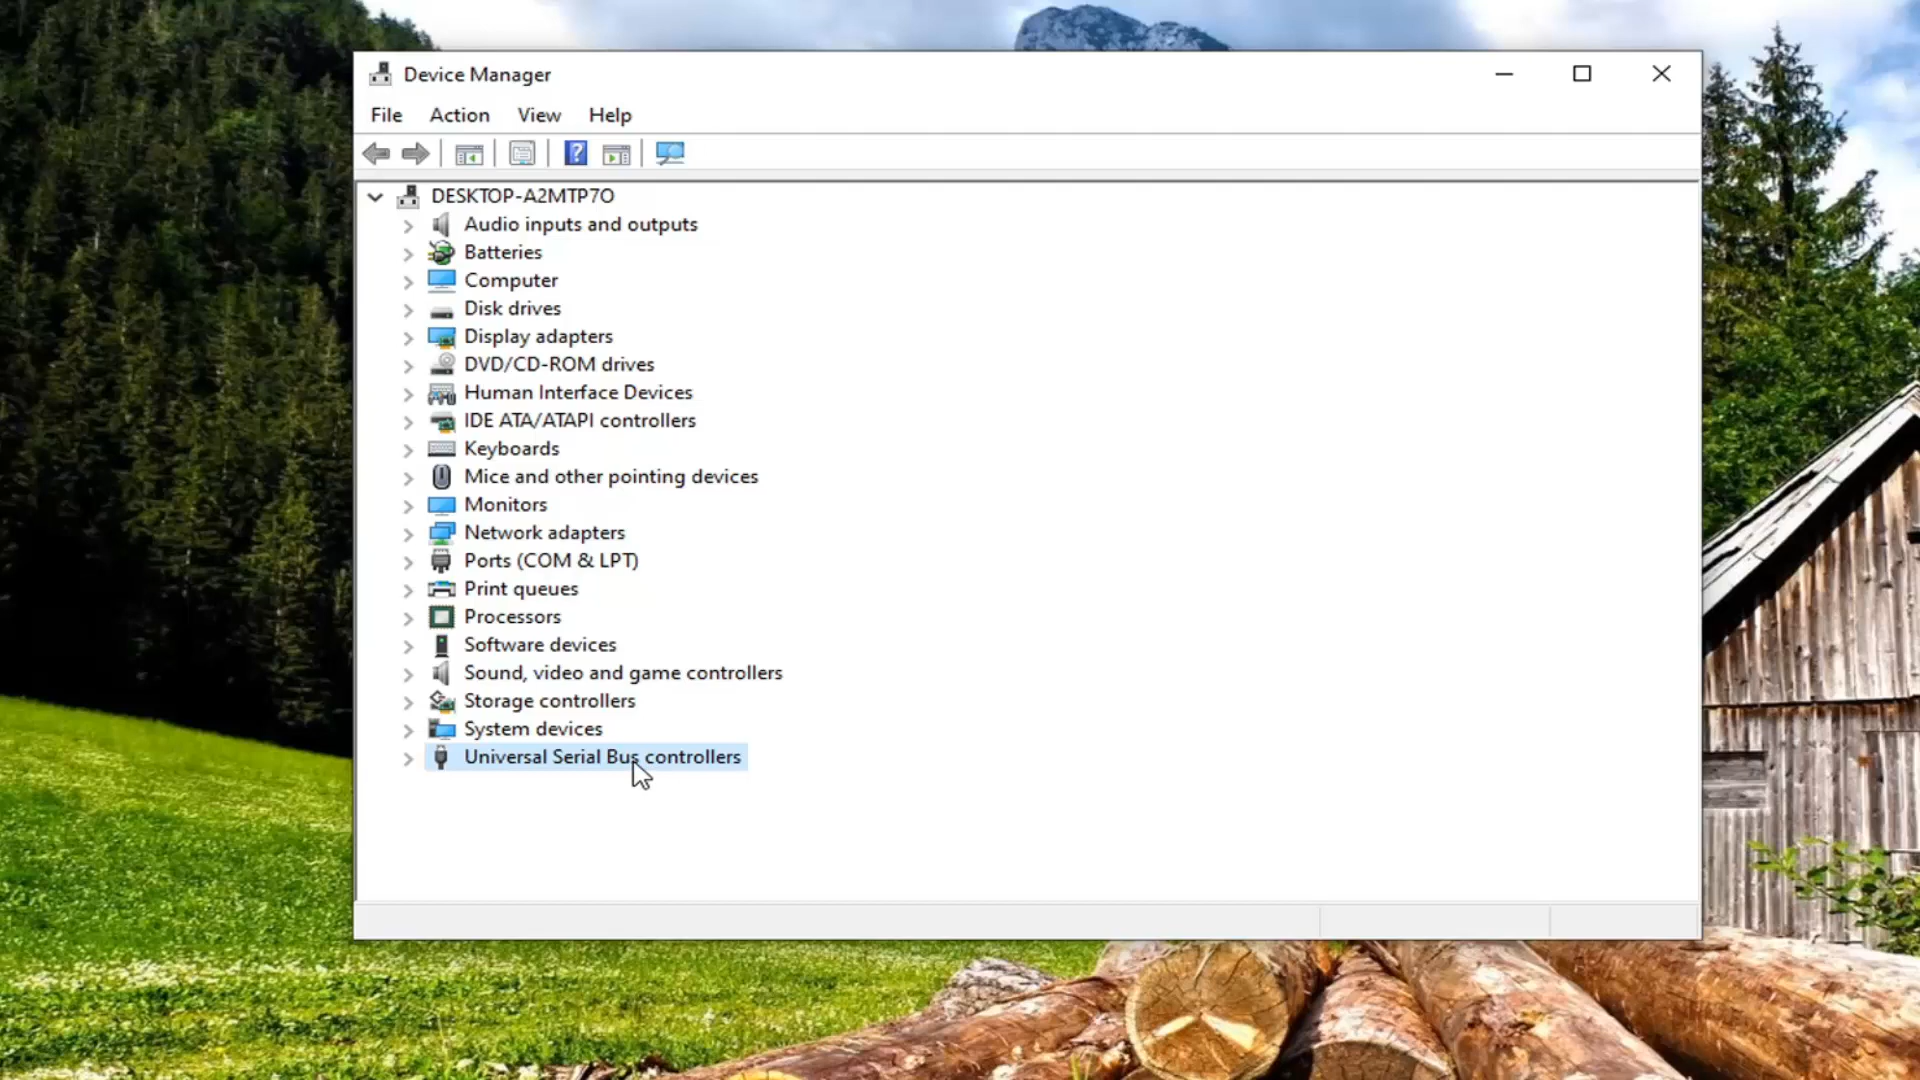 Device Manager
File Action View Help
?
DESKTOP-A2MTP7O
Audio inputs and outputs
Batteries
Computer
Disk drives
Display adapters
DVD/CD-ROM drives
Human Interface Devices
IDE ATA/ATAPI controllers
Keyboards
Mice and other pointing devices
Monitors
Network adapters
Ports (COM & LPT)
Print queues
Processors
Software devices
Sound, video and game controllers
Storage controllers
System devices
Universal Serial Bus controllers